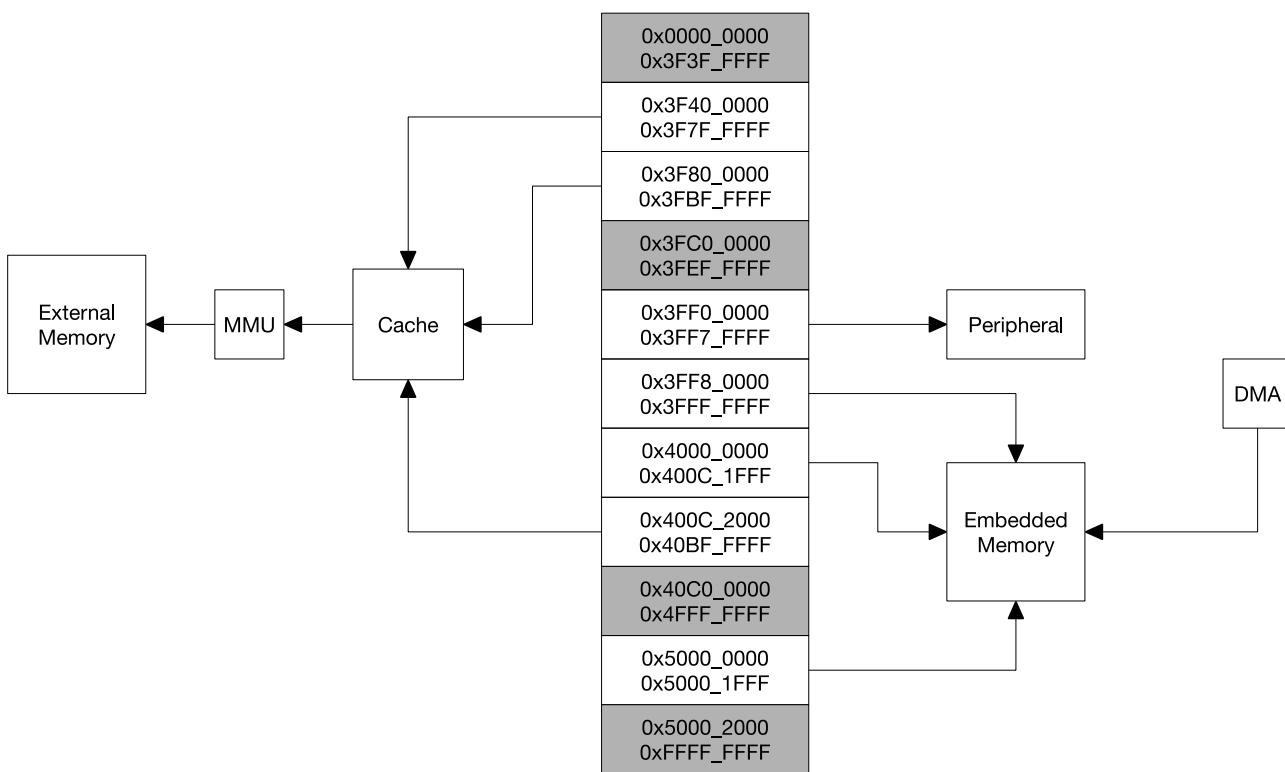 0x0000_0000
0x3F3F_FFFF
0x3F40_0000
0x3F7F_FFFF
0x3F80_0000
0x3FBF_FFFF
0x3FC0_0000
0x3FEF_FFFF
External
Memory
MMU
Cache
0x3FF0_0000
0x3FF7_FFFF
Peripheral
0x3FF8_0000
0x3FFF_FFFF
DMA
0x4000_0000
0x400C_1FFF
0x400C_2000
0x40BF_FFFF
Embedded
Memory
0x40C0_0000
0x4FFF_FFFF
0x5000_0000
0x5000_1FFF
0x5000_2000
0xFFFF_FFFF